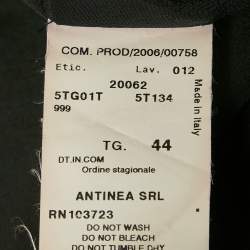 COM. PROD/2006/00758
Etic. Lav. 012
20062
5TG01T 5T134
999
Made in Italy
TG. 44
DT.IN.COM
Ordine stagionale
ANTINEA SRL
RN103723
DO NOT WASH
DO NOT BLEACH
DO NOT TUMBLE DRY